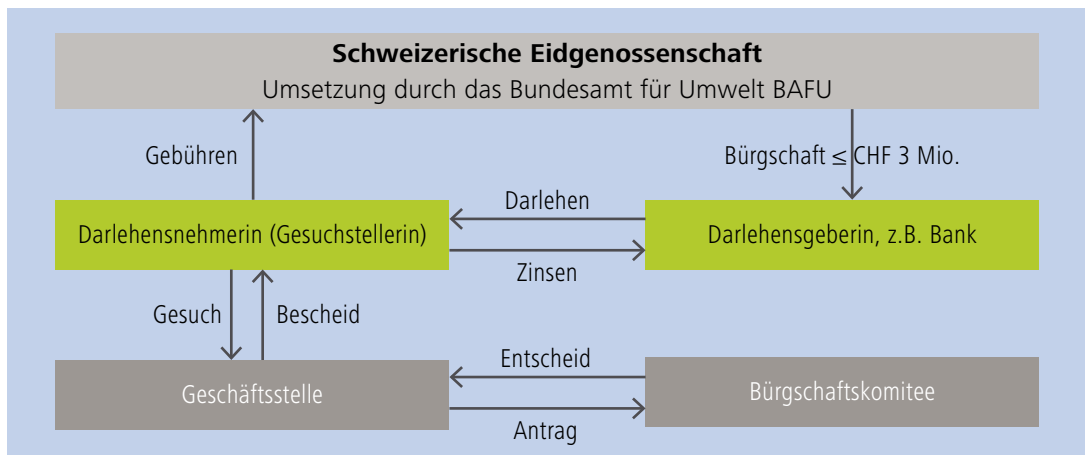 Schweizerische Eidgenossenschaft
Umsetzung durch das Bundesamt für Umwelt BAFU
Gebühren
Bürgschaft ≤ CHF 3 Mio.
Darlehen
Darlehensnehmerin (Gesuchstellerin)
Darlehensgeberin, z.B. Bank
Zinsen
Gesuch
Bescheid
Entscheid
Geschäftsstelle
Bürgschaftskomitee
Antrag